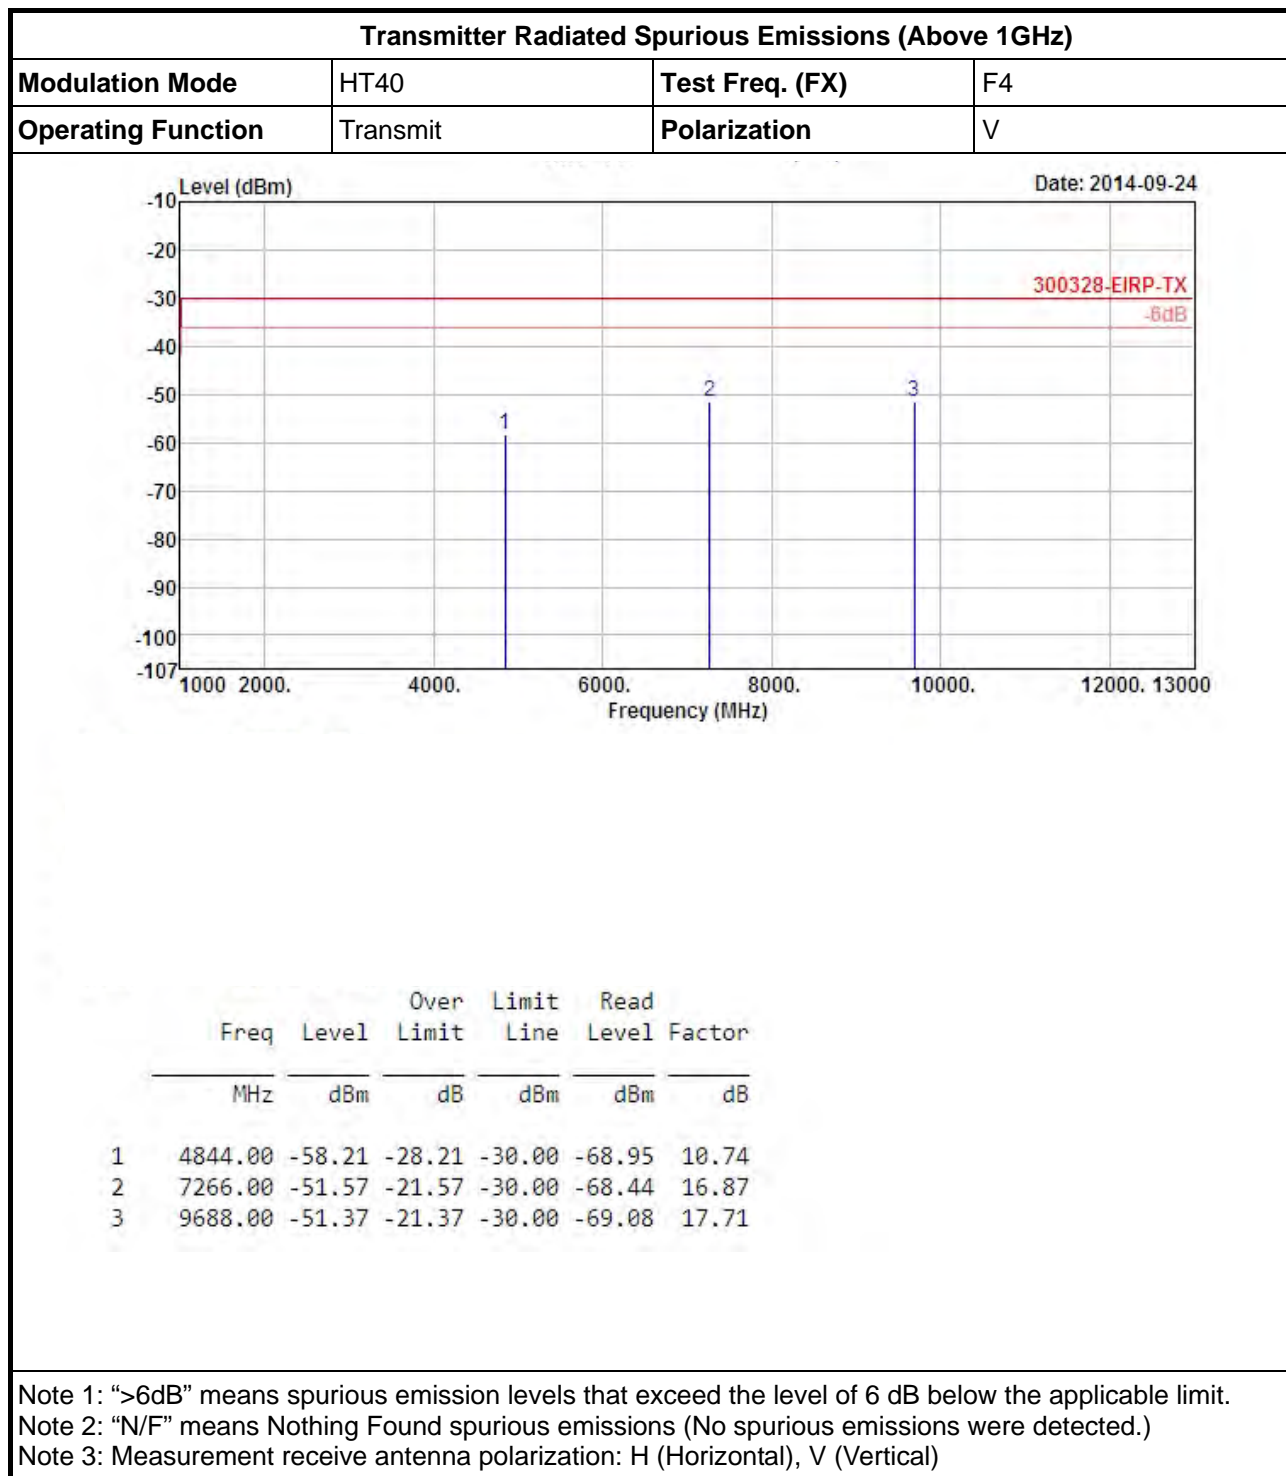 Transmitter Radiated Spurious Emissions (Above 1GHz)
Modulation Mode HT40 Test Freq. (FX) F4
Operating Function Transmit Polarization V
Level (dBm) Date: 2014-09-24
-10
-20
300328-EIRP-TX
-30
-6dB
-40
-50
2 3
1
-60
-70
-80
-90
-100
-107
1000 2000. 4000. 6000. 8000. 10000. 12000. 13000
Frequency (MHz)
Over Limit Read
Freq Level Limit Line Level Factor
MHz dBm dB dBm dBm dB
1 4844.00 -58.21 -28.21 -30.00 -68.95 10.74
2 7266.00 -51.57 -21.57 -30.00 -68.44 16.87
3 9688.00 -51.37 -21.37 -30.00 -69.08 17.71
Note 1: “>6dB” means spurious emission levels that exceed the level of 6 dB below the applicable limit.
Note 2: “N/F” means Nothing Found spurious emissions (No spurious emissions were detected.)
Note 3: Measurement receive antenna polarization: H (Horizontal), V (Vertical)